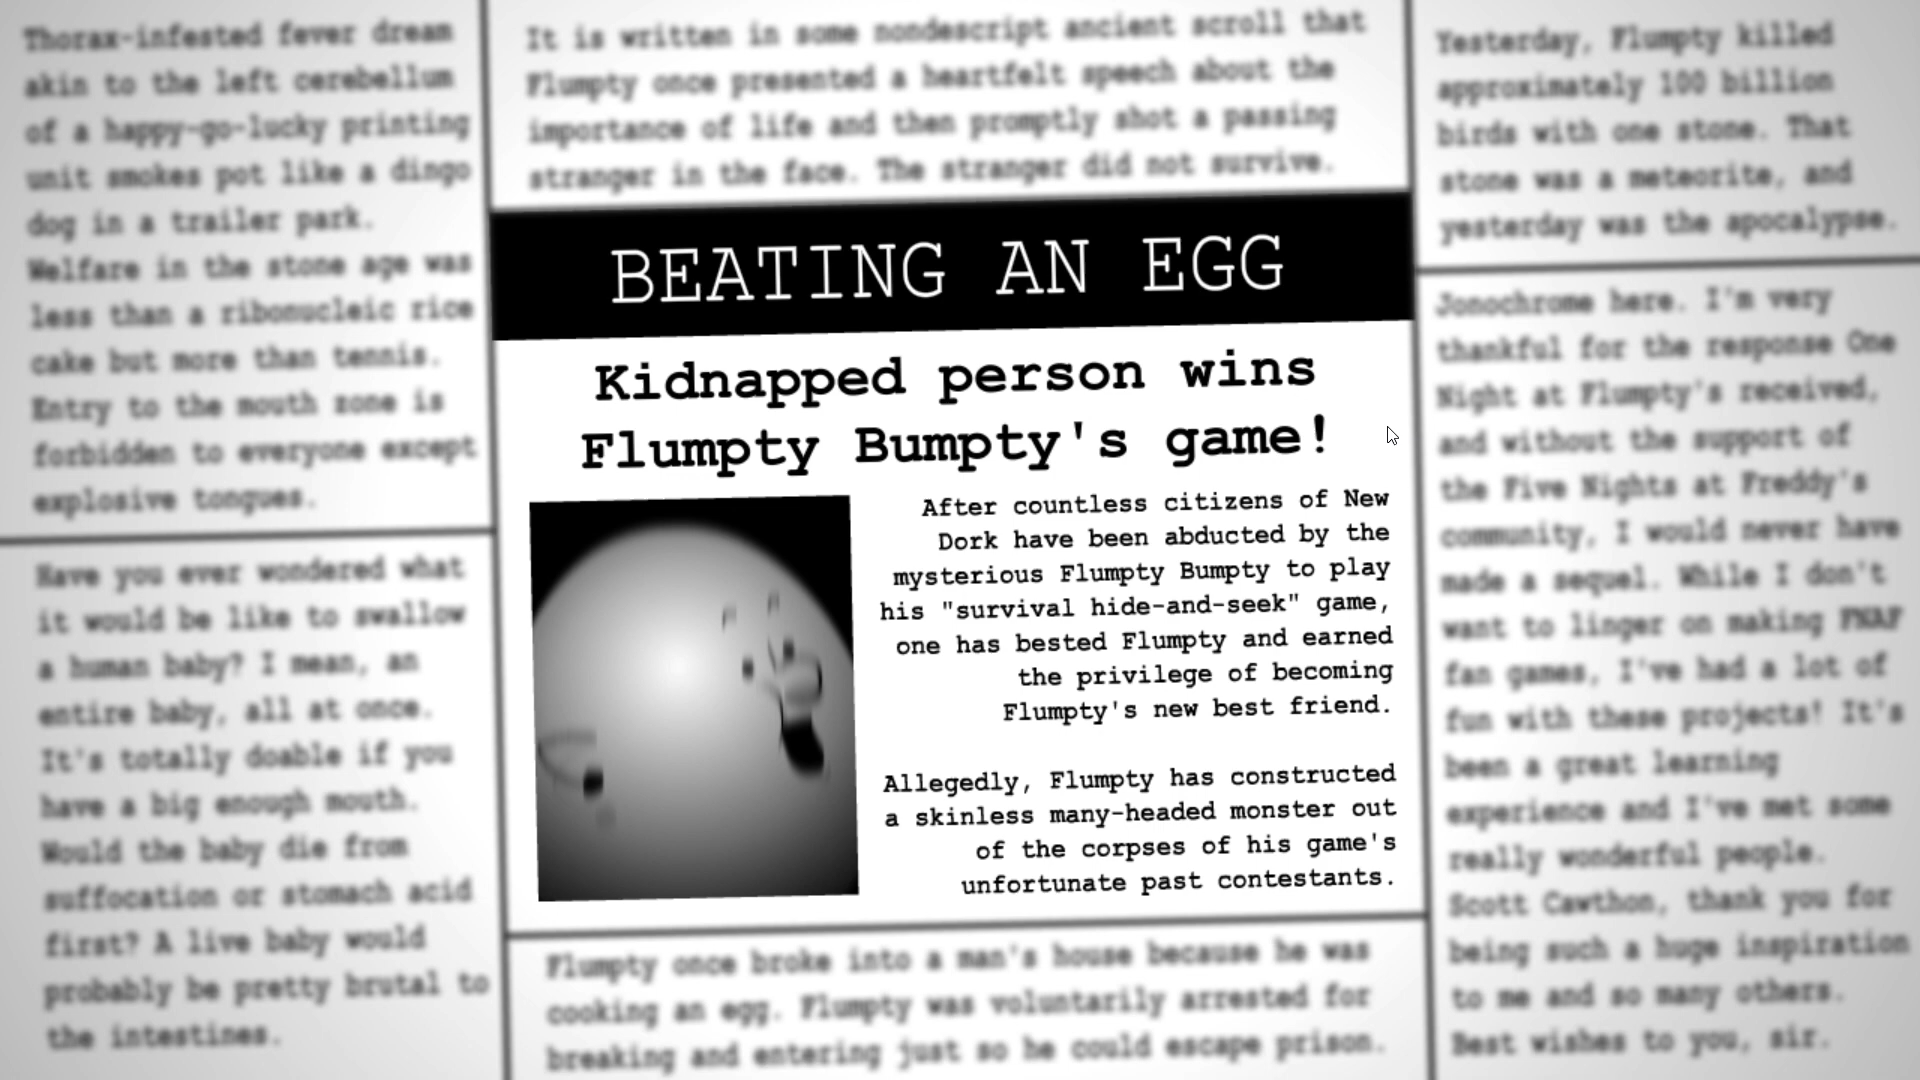 Thorax-infested fever dream
akin to the left cerebellum
of a happy-go-lucky printing
unit smokes pot like a dingo
dog in a trailer park.
Welfare in the stone age was
less than a ribonucleic rice
cake but more than tennis.
Entry to the mouth zone is
forbidden to everyone except
explosive tongues.
Have you ever wondered what
it would be like to swallow
a human baby? I mean, an
entire baby, all at once.
It's totally doable if you
have a big enough mouth.
Would the baby die from
suffocation or stomach acid
first? A live baby would
probably be pretty brutal to
the intestines.
It is written in some nondescript ancient scroll that
Flumpty once presented a heartfelt speech about the
importance of life and then promptly shot a passing
stranger in the face. The stranger did not survive.
BEATING AN EGG
Kidnapped person wins
Flumpty Bumpty's game!
After countless citizens of New
Dork have been abducted by the
mysterious Flumpty Bumpty to play
his "survival hide-and-seek" game,
one has bested Flumpty and earned
the privilege of becoming
Flumpty's new best friend.
Allegedly, Flumpty has constructed
a skinless many-headed monster out
of the corpses of his game's
unfortunate past contestants.
Flumpty once broke into a man's house because he was
cooking an egg. Flumpty was voluntarily arrested for
breaking and entering just so he could escape prison.
Yesterday, Flumpty killed
approximately 100 billion
birds with one stone. That
stone was a meteorite, and
yesterday was the apocalypse.
Jonochrome here. I'm very
thankful for the response One
Night at Flumpty's received,
and without the support of
the Five Nights at Freddy's
community, I would never have
made a sequel. While I don't
want to linger on making FNAF
fan games, I've had a lot of
fun with these projects! It's
been a great learning
experience and I've met some
really wonderful people.
Scott Cawthon, thank you for
being such a huge inspiration
to me and so many others.
Best wishes to you, sir.